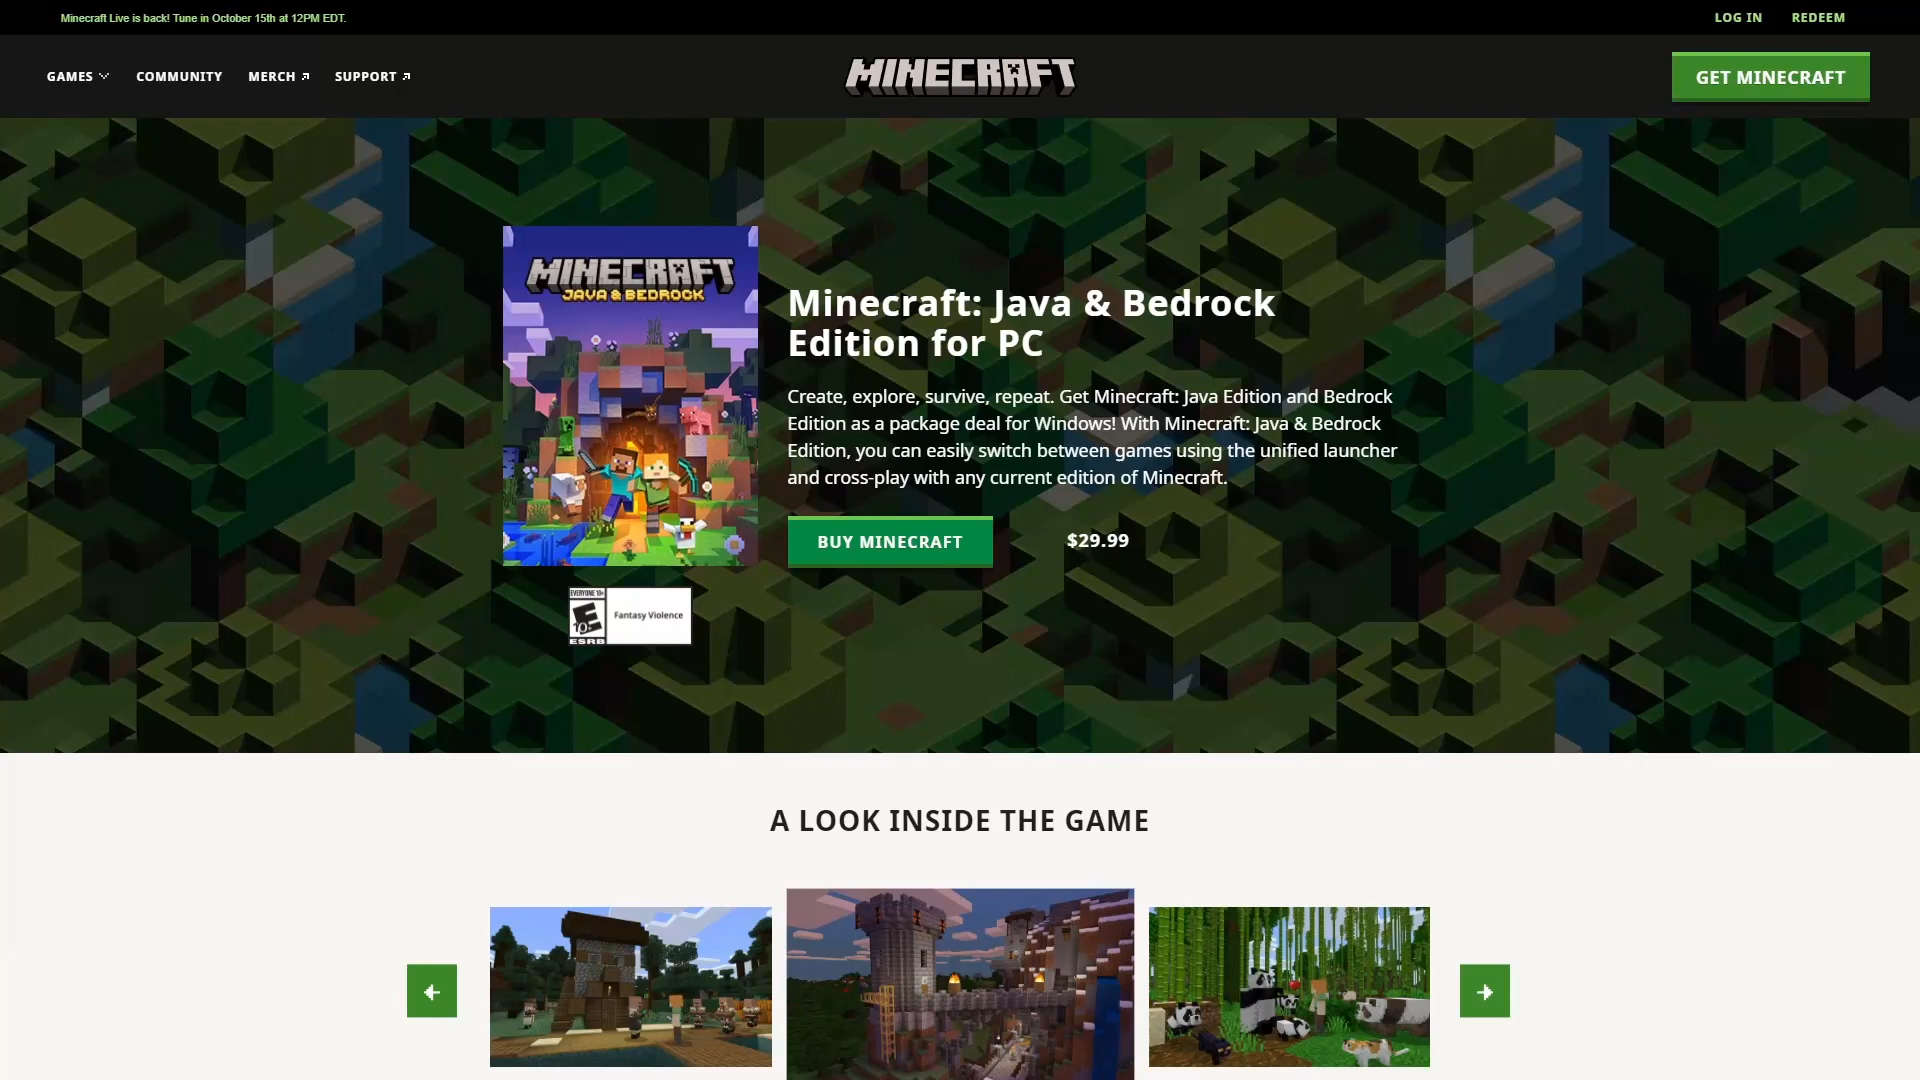 Minecraft Live is back! Tune in October 15th at 12PM EDT.
LOG IN REDEEM
GAMES COMMUNITY MERCH SUPPORT
MINECRAFT
GET MINECRAFT
MINECRAFT
JAVA & BEDROCK
Minecraft: Java & Bedrock
Edition for PC
Create, explore, survive, repeat. Get Minecraft: Java Edition and Bedrock
Edition as a package deal for Windows! With Minecraft: Java & Bedrock
Edition, you can easily switch between games using the unified launcher
and cross-play with any current edition of Minecraft.
BUY MINECRAFT $29.99
EVERYONE 10+
E
10+
ESRB
Fantasy Violence
A LOOK INSIDE THE GAME